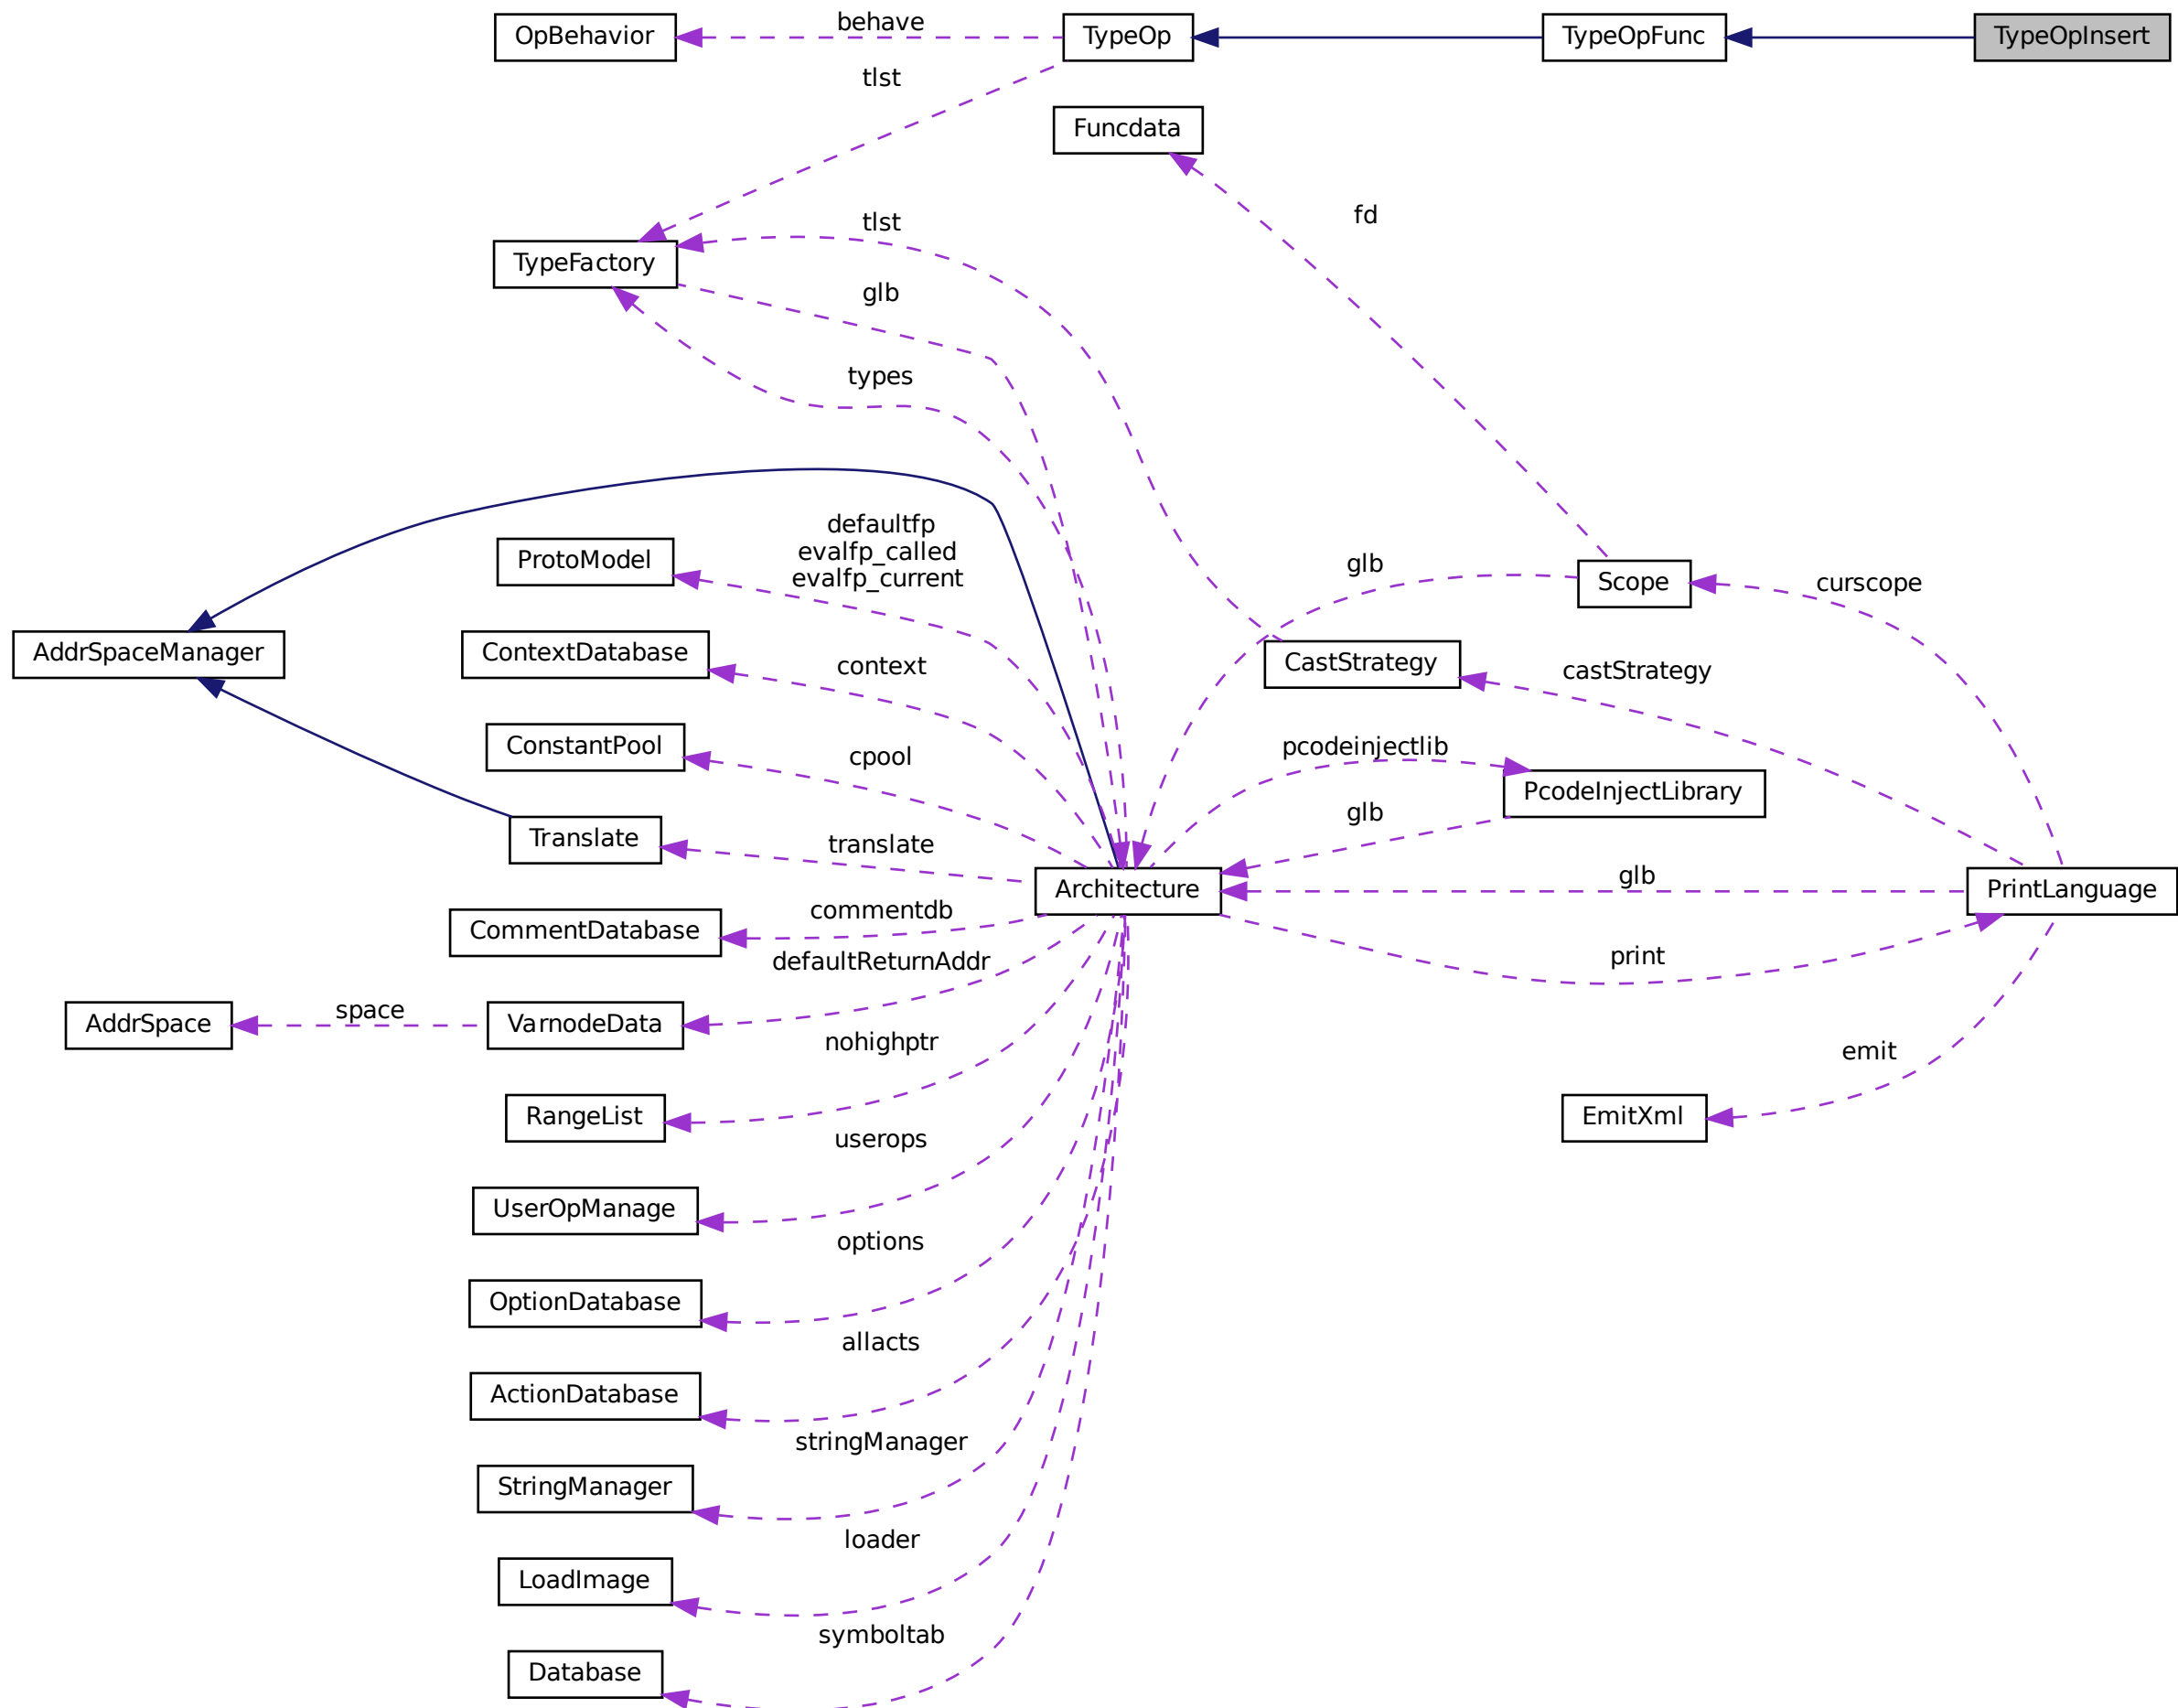 OpBehavior
behave
TypeOp
TypeOpFunc
TypeOpInsert
tlst
Funcdata
fd
tlst
TypeFactory
glb
types
defaultfp
evalfp_called
evalfp_current
ProtoModel
glb
Scope
curscope
AddrSpaceManager
ContextDatabase
context
CastStrategy
castStrategy
ConstantPool
cpool
pcodeinjectlib
PcodeInjectLibrary
glb
Translate
translate
Architecture
glb
PrintLanguage
CommentDatabase
commentdb
print
defaultReturnAddr
AddrSpace
space
VarnodeData
nohighptr
emit
RangeList
EmitXml
userops
UserOpManage
options
OptionDatabase
allacts
ActionDatabase
stringManager
StringManager
loader
LoadImage
symboltab
Database